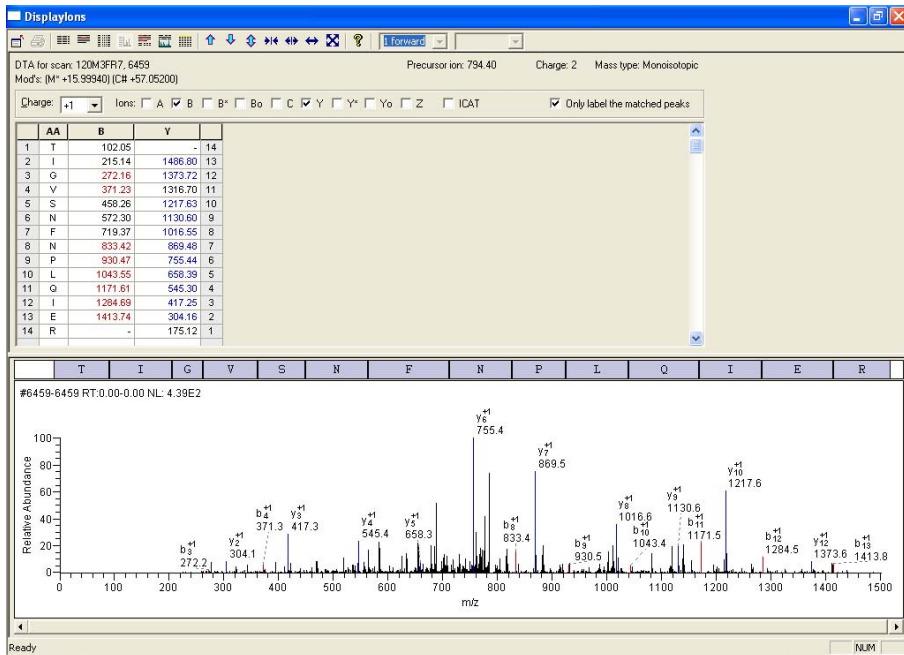 DisplayIons
1 forward
DTA for scan: 120M3FR7, 6459 Precursor ion: 794.40 Charge: 2 Mass type: Monoisotopic
Mod's: (M* +15.99940) (C# +57.05200)
Charge: +1 Ions: A B B* Bo C Y Y* Yo Z ICAT Only label the matched peaks
AA B Y
1 T 102.05 - 14
2 I 215.14 1486.80 13
3 G 272.16 1373.72 12
4 V 371.23 1316.70 11
5 S 458.26 1217.63 10
6 N 572.30 1130.60 9
7 F 719.37 1016.55 8
8 N 833.42 869.48 7
9 P 930.47 755.44 6
10 L 1043.55 658.39 5
11 Q 1171.61 545.30 4
12 I 1284.69 417.25 3
13 E 1413.74 304.16 2
14 R - 175.12 1
T I G V S N F N P L Q I E R
#6459-6459 RT:0.00-0.00 NL: 4.39E2
Relative Abundance
100
80
60
40
20
0
b3+1
272.2
y2+1
304.1
b4+1
371.3
y3+1
417.3
y4+1
545.4
y5+1
658.3
y6+1
755.4
b8+1
833.4
y7+1
869.5
b9+1
930.5
y8+1
1016.6
b10+1
1043.4
y9+1
1130.6
b11+1
1171.5
y10+1
1217.6
b12+1
1284.5
y12+1
1373.6
b13+1
1413.8
0 100 200 300 400 500 600 700 800 900 1000 1100 1200 1300 1400 1500
m/z
Ready NUM